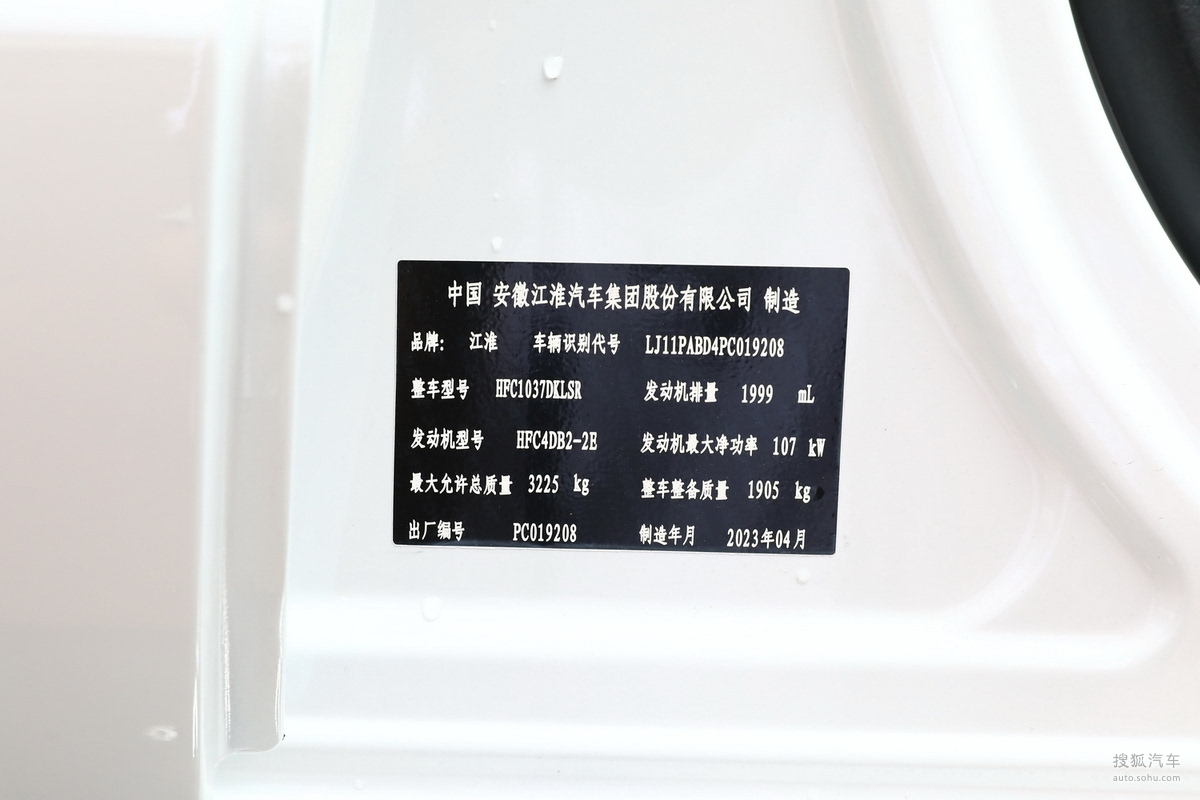 中国 安徽江淮汽车集团股份有限公司 制造
品牌: 江淮 车辆识别代号 LJ11PABD4PC019208
整车型号 HFC1037DKLSR 发动机排量 1999 mL
发动机型号 HFC4DB2-2E 发动机最大净功率 107 kW
最大允许总质量 3225 kg 整车整备质量 1905 kg
出厂编号 PC019208 制造年月 2023年04月
搜狐汽车
auto.sohu.com